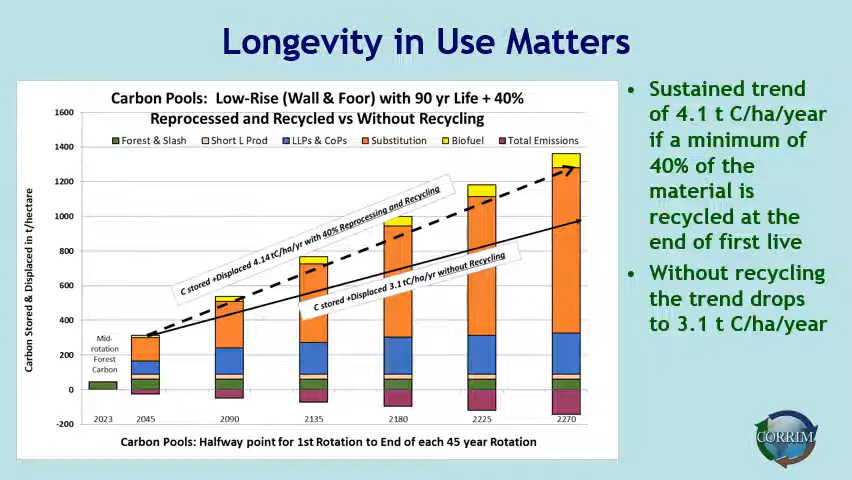 Longevity in Use Matters
Carbon Pools: Low-Rise (Wall & Foor) with 90 yr Life + 40%
Reprocessed and Recycled vs Without Recycling
Forest & Slash
Short L Prod
LLPs & CoPs
Substitution
Biofuel
Total Emissions
Carbon Stored & Displaced in t/hectare
1600
1400
1200
1000
800
600
400
200
0
-200
C stored +Displaced 4.14 tC/ha/yr with 40% Reprocessing and Recycling
C stored +Displaced 3.1 tC/ha/yr without Recycling
Mid-
rotation
Forest
Carbon
2023
2045
2090
2135
2180
2225
2270
Carbon Pools: Halfway point for 1st Rotation to End of each 45 year Rotation
• Sustained trend
of 4.1 t C/ha/year
if a minimum of
40% of the
material is
recycled at the
end of first live
• Without recycling
the trend drops
to 3.1 t C/ha/year
CORRIM